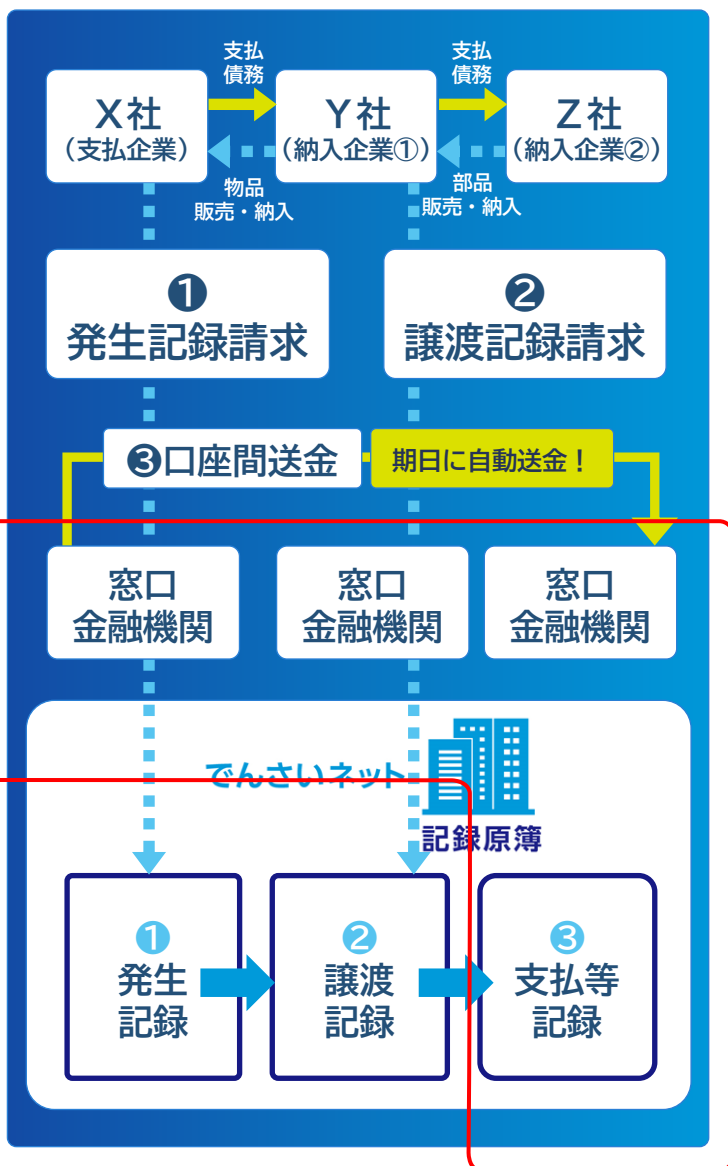 支払
債務
支払
債務
X社
(支払企業)
Y社
(納入企業①)
Z社
(納入企業②)
物品
販売・納入
部品
販売・納入
❶
発生記録請求
❷
譲渡記録請求
❸口座間送金
期日に自動送金!
窓口
金融機関
窓口
金融機関
窓口
金融機関
でんさいネット
記録原簿
❶
発生
記録
❷
譲渡
記録
❸
支払等
記録